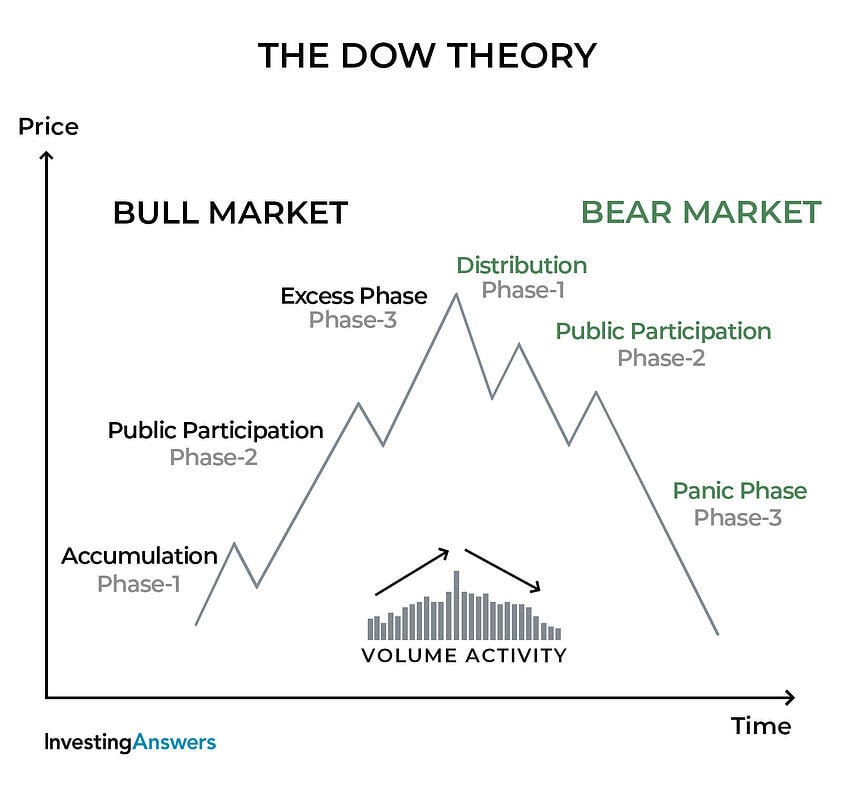 THE DOW THEORY
Price
BULL MARKET
BEAR MARKET
Distribution
Phase-1
Excess Phase
Phase-3
Public Participation
Phase-2
Public Participation
Phase-2
Panic Phase
Phase-3
Accumulation
Phase-1
VOLUME ACTIVITY
Time
InvestingAnswers